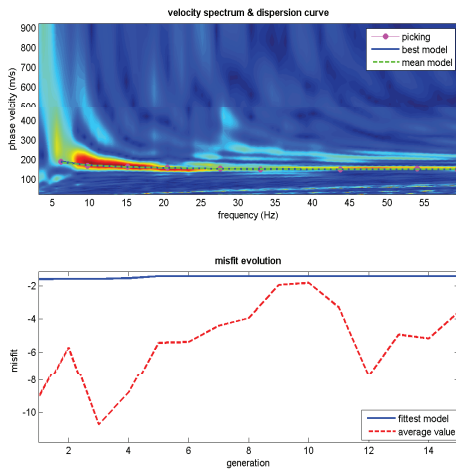 velocity spectrum & dispersion curve
900
800
700
600
500
400
300
200
100
phase velcity (m/s)
picking
best model
mean model
5 10 15 20 25 30 35 40 45 50 55
frequency (Hz)
misfit evolution
-2
-4
-6
-8
-10
misfit
fittest model
average value
2 4 6 8 10 12 14
generation